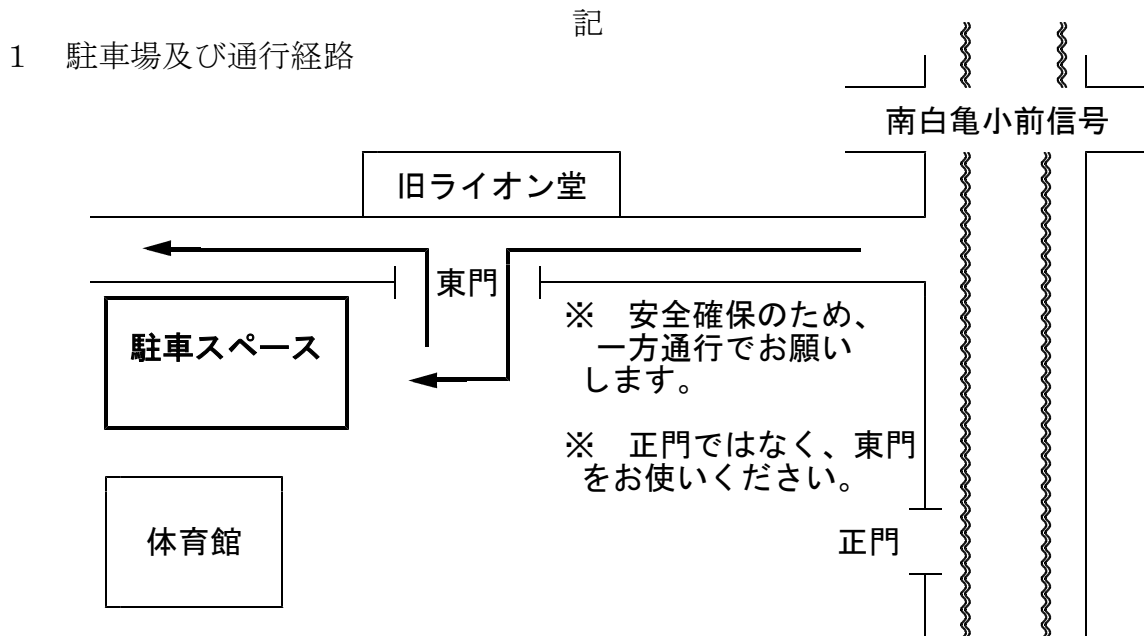 記
1　駐車場及び通行経路
南白亀小前信号
旧ライオン堂
東門
※　安全確保のため、
一方通行でお願い
します。
駐車スペース
※　正門ではなく、東門
をお使いください。
体育館
正門